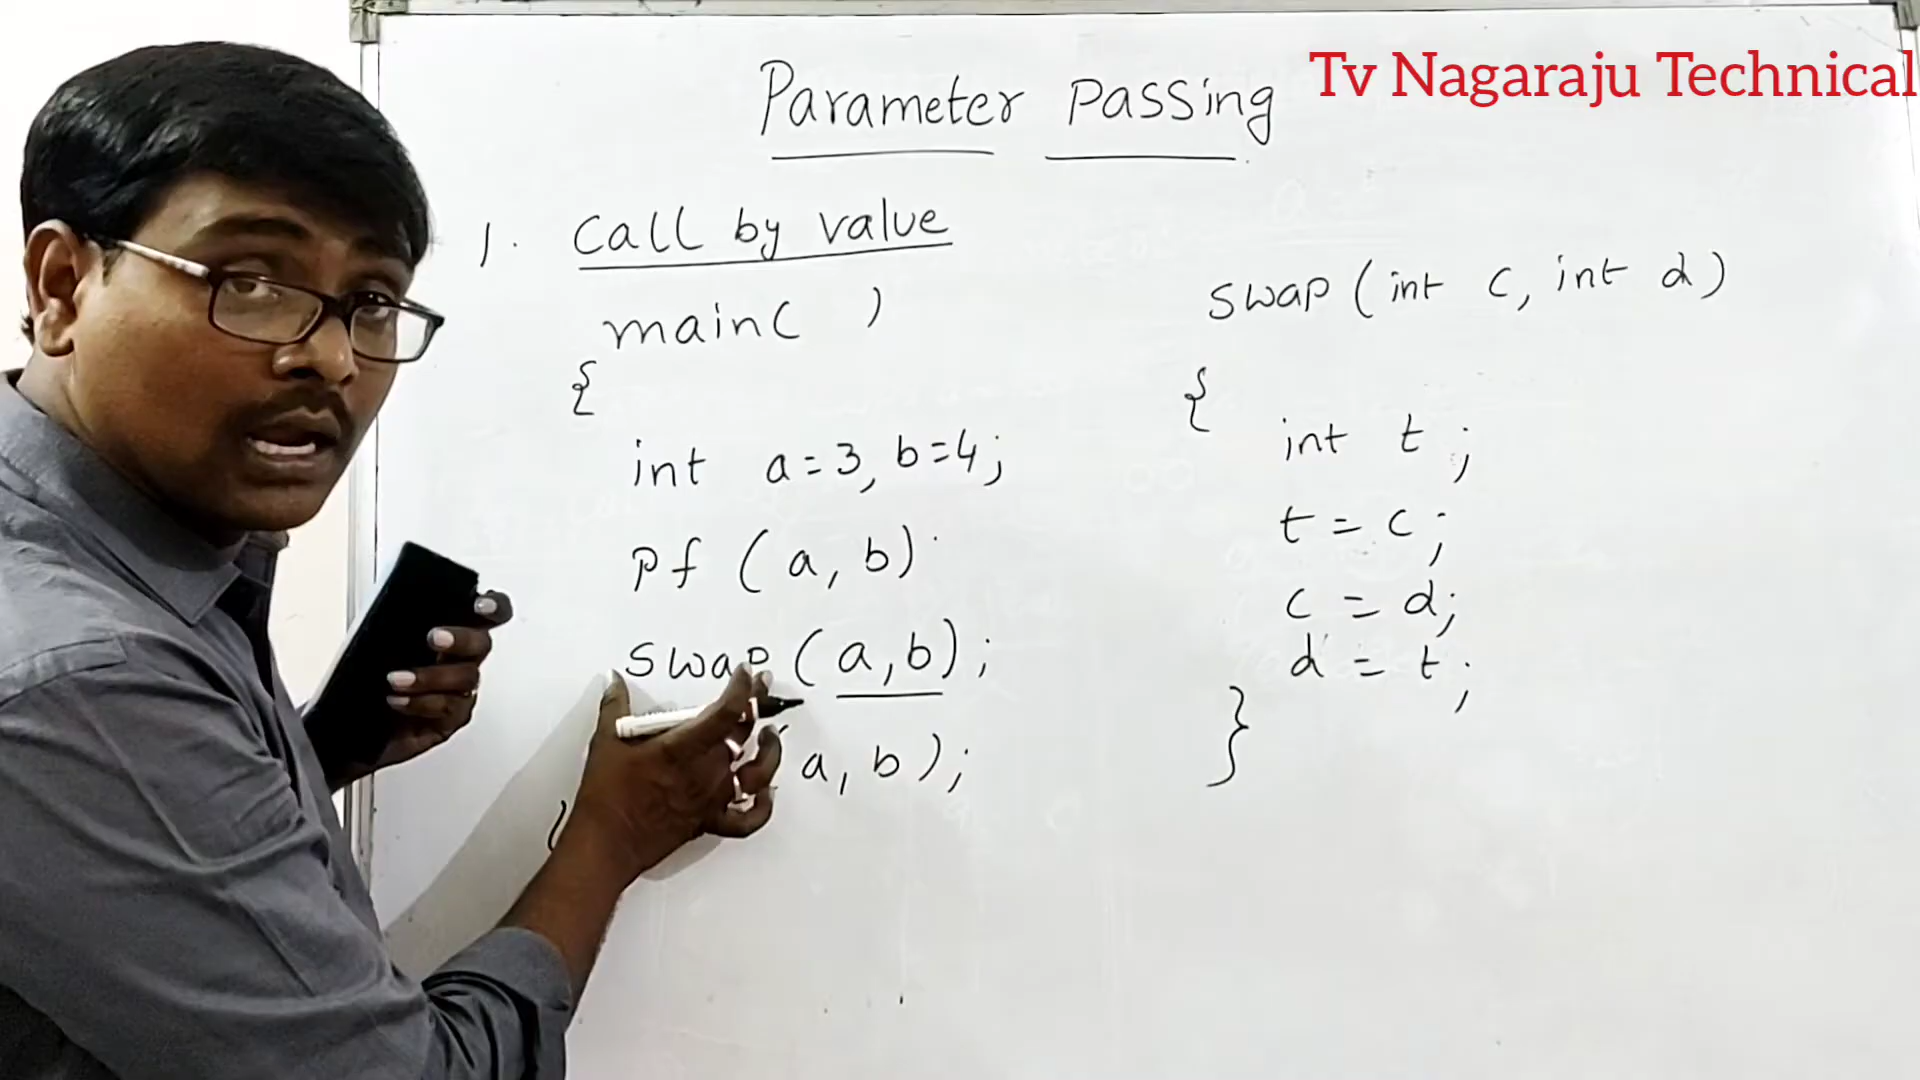 Tv Nagaraju Technical
Parameter Passing
1. Call by value
main( )
{
int a=3, b=4;
Pf (a, b)
Swap (a,b);
(a, b);
Swap (int c, int d)
{
int t;
t = c;
c = d;
d = t;
}